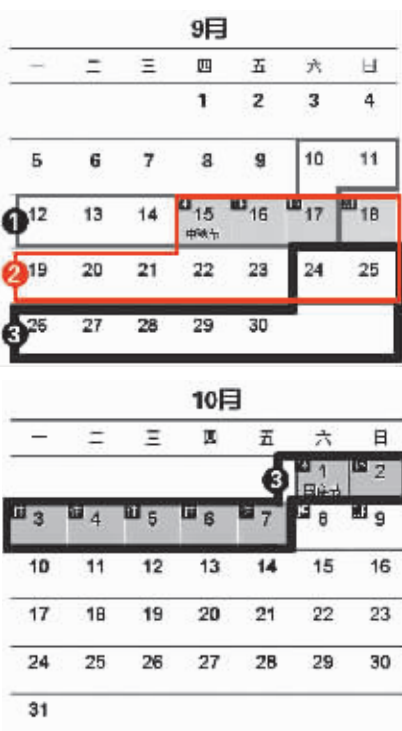 9月
一 二 三 四 五 六 日
1 2 3 4
5 6 7 8 9 10 11
❶ 12 13 14 15 16 17 18
中秋节
❷ 19 20 21 22 23 24 25
❸ 26 27 28 29 30
10月
一 二 三 四 五 六 日
❸ 1 2
国庆节
3 4 5 6 7 8 9
10 11 12 13 14 15 16
17 18 19 20 21 22 23
24 25 26 27 28 29 30
31